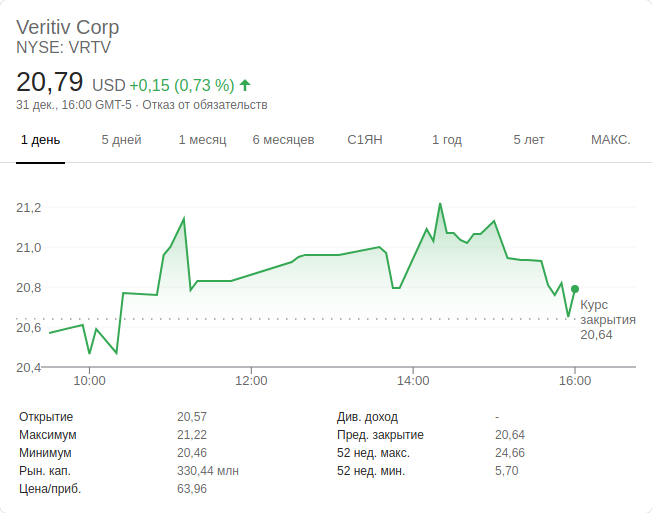 Veritiv Corp
NYSE: VRTV
20,79 USD +0,15 (0,73 %)
31 дек., 16:00 GMT-5 · Отказ от обязательств
1 день 5 дней 1 месяц 6 месяцев С1ЯН 1 год 5 лет МАКС.
21,2
21,0
20,8
20,6
20,4
Курс
закрытия
20,64
10:00 12:00 14:00 16:00
Открытие 20,57 Див. доход -
Максимум 21,22 Пред. закрытие 20,64
Минимум 20,46 52 нед. макс. 24,66
Рын. кап. 330,44 млн 52 нед. мин. 5,70
Цена/приб. 63,96